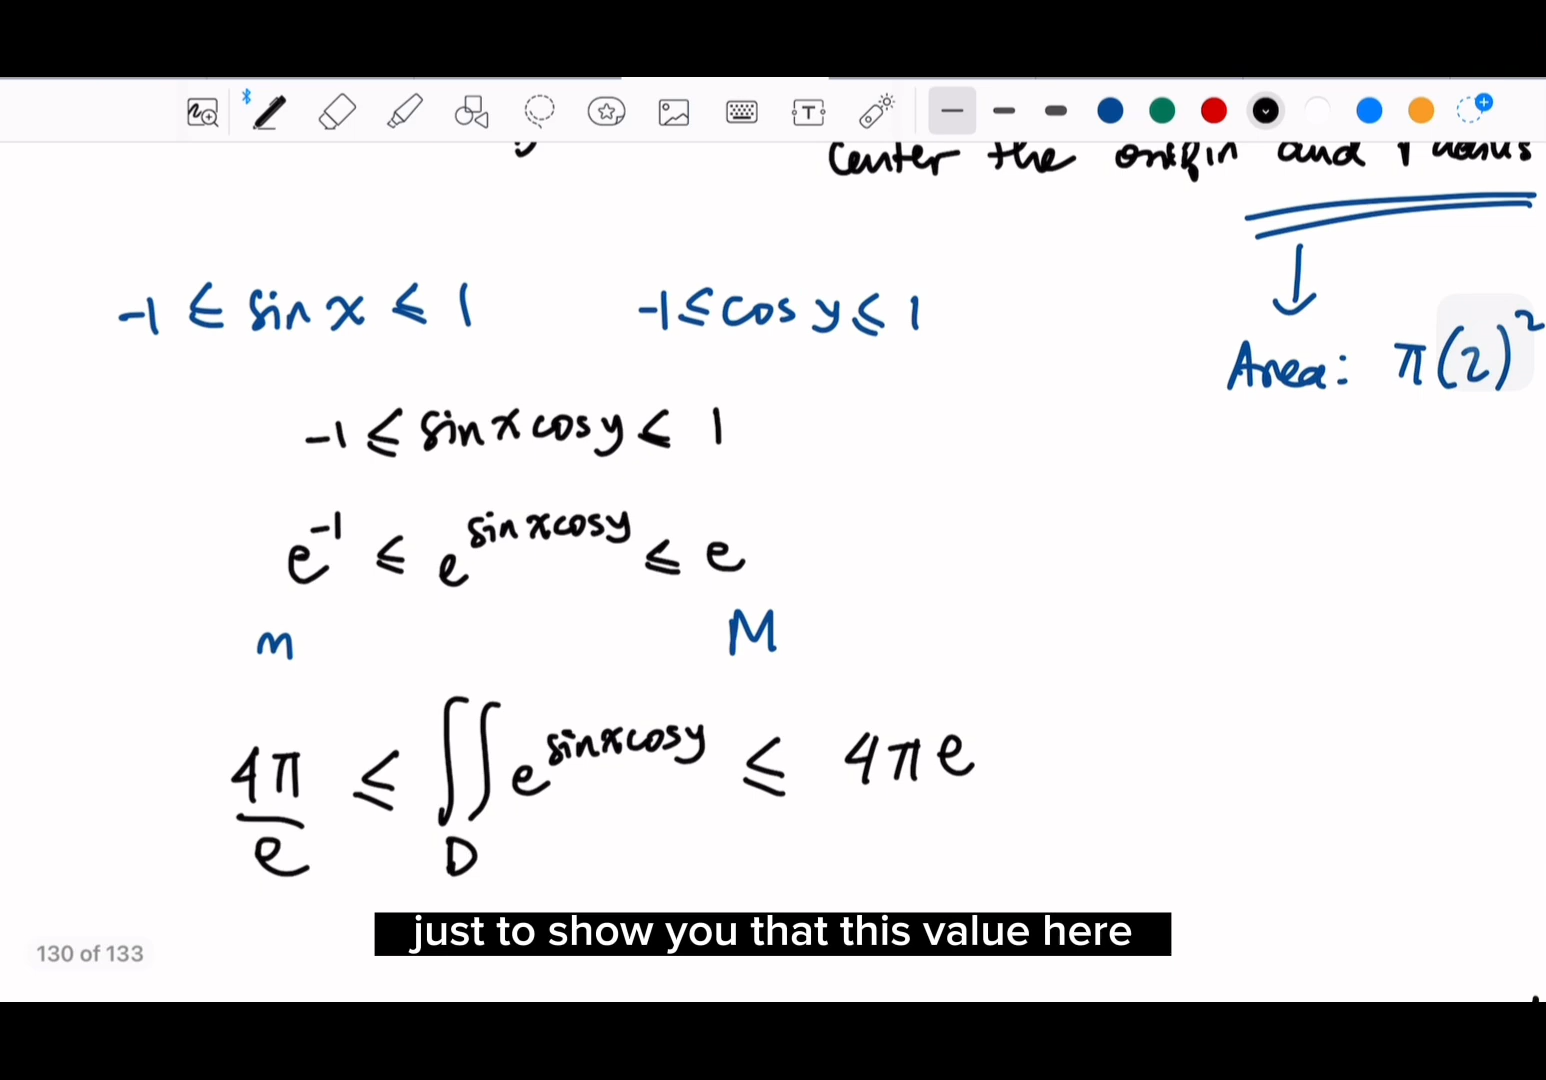 center the origin and radius
-1 ≤ sin x ≤ 1
-1 ≤ cos y ≤ 1
Area: π(2)²
-1 ≤ sin x cos y ≤ 1
e⁻¹ ≤ e^(sin x cos y) ≤ e
m M
4π/e ≤ ∬_D e^(sin x cos y) ≤ 4πe
just to show you that this value here
130 of 133